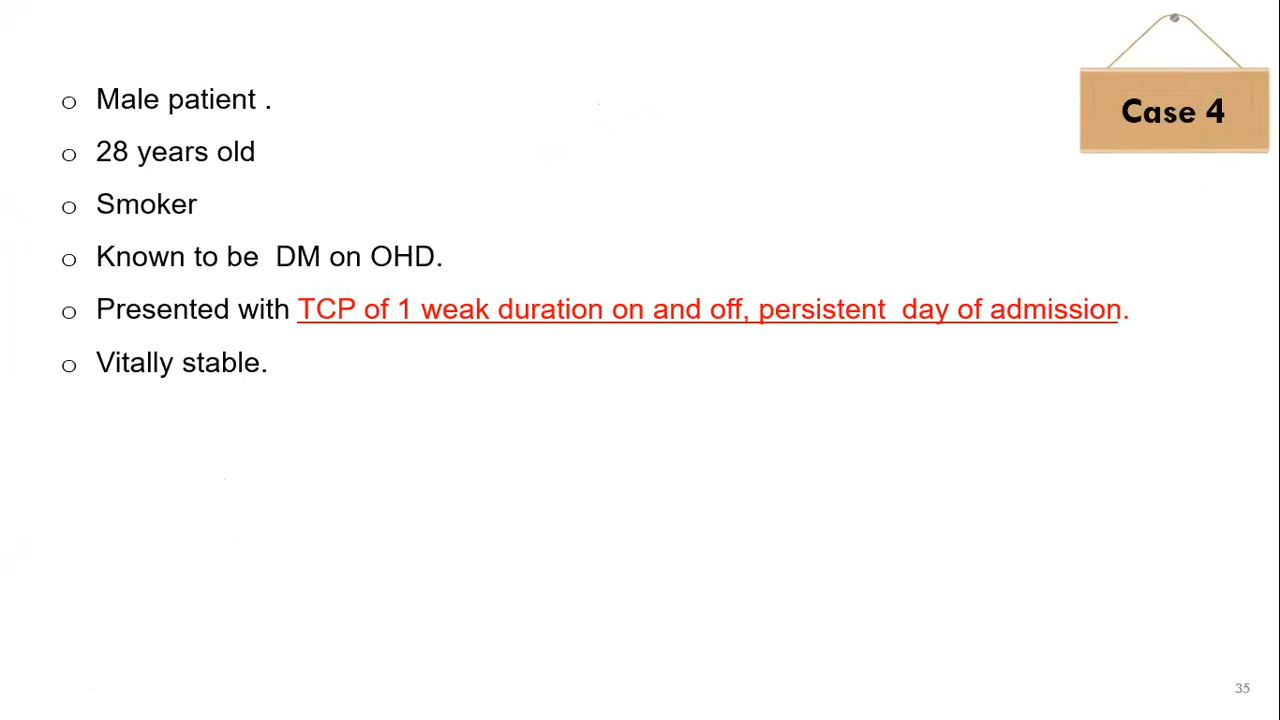 Case 4
o Male patient .
o 28 years old
o Smoker
o Known to be  DM on OHD.
o Presented with TCP of 1 weak duration on and off, persistent  day of admission.
o Vitally stable.
35